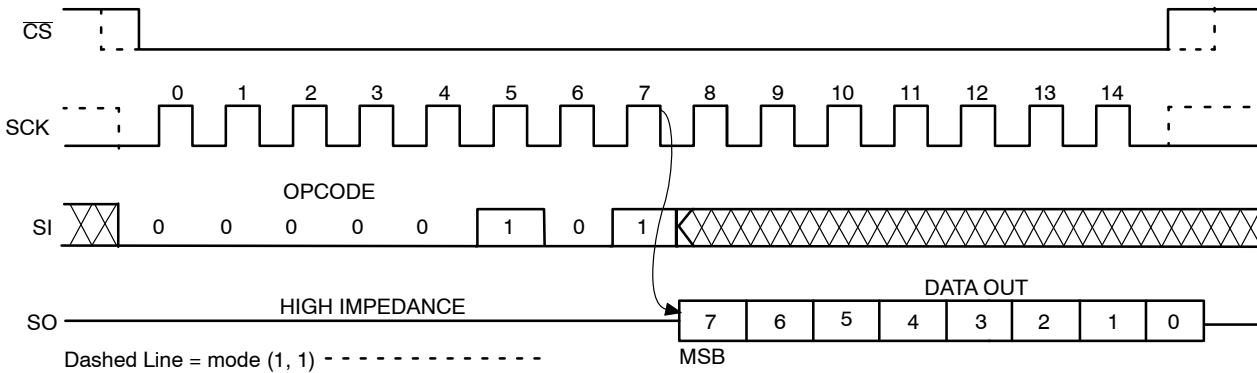 CS
0 1 2 3 4 5 6 7 8 9 10 11 12 13 14
SCK
OPCODE
SI 0 0 0 0 0 1 0 1
DATA OUT
HIGH IMPEDANCE
SO 7 6 5 4 3 2 1 0
Dashed Line = mode (1, 1) MSB